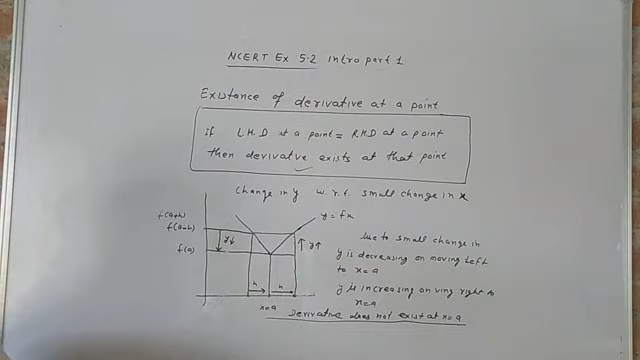 NCERT Ex 5.2 Intro part 1
Existance of derivative at a point
If L.H.D at a point = R.H.D at a point
then derivative exists at that point
Change in y w.r.t. small change in x
f(a+h)
f(a-h)
f(a)
y↓
↑ y↑
y = fx
h
h
x=a
due to small change in
y is decreasing on moving left
to x=a
y is increasing on ving right to
x=a
Derivative does not exist at x=a